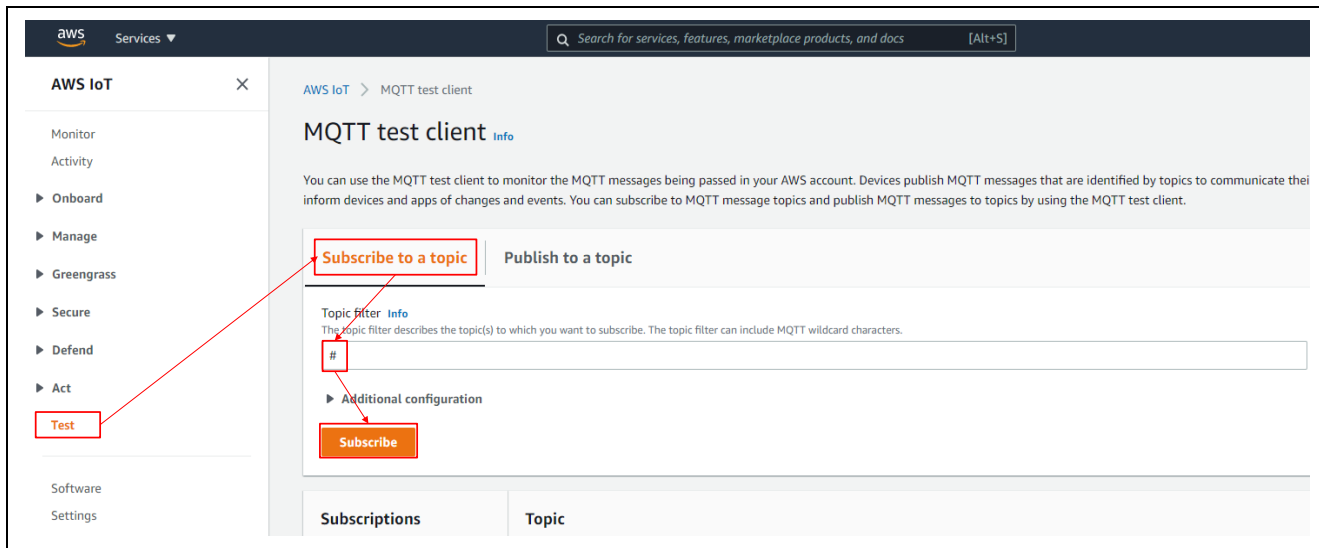 aws
Services ▼
Search for services, features, marketplace products, and docs
[Alt+S]
AWS IoT
Monitor
Activity
Onboard
Manage
Greengrass
Secure
Defend
Act
Test
Software
Settings
AWS IoT > MQTT test client
MQTT test client Info
You can use the MQTT test client to monitor the MQTT messages being passed in your AWS account. Devices publish MQTT messages that are identified by topics to communicate thei
inform devices and apps of changes and events. You can subscribe to MQTT message topics and publish MQTT messages to topics by using the MQTT test client.
Subscribe to a topic
Publish to a topic
Topic filter Info
The topic filter describes the topic(s) to which you want to subscribe. The topic filter can include MQTT wildcard characters.
#
Additional configuration
Subscribe
Subscriptions
Topic